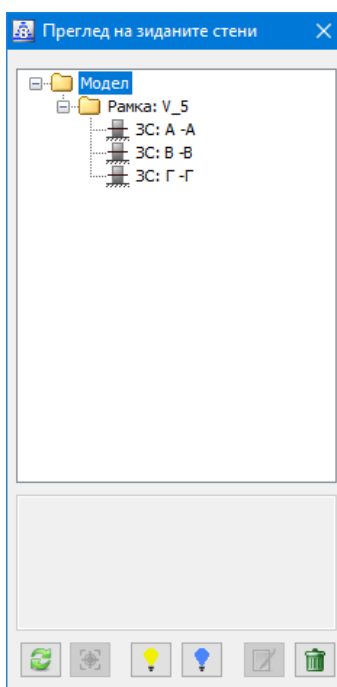 Преглед на зиданите стени
Модел
Рамка: V_5
ЗС: А -А
ЗС: В -В
ЗС: Г -Г